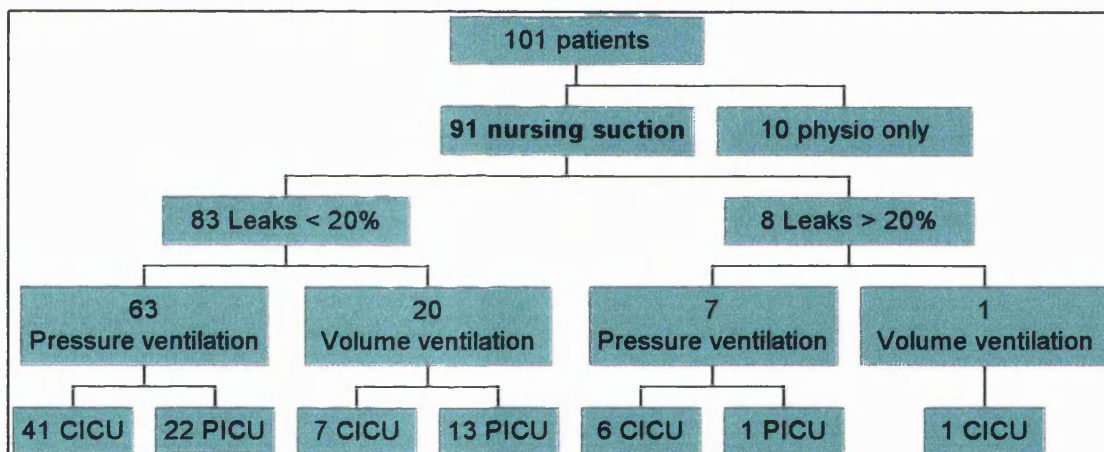 101 patients
91 nursing suction
10 physio only
83 Leaks < 20%
8 Leaks > 20%
63
Pressure ventilation
20
Volume ventilation
7
Pressure ventilation
1
Volume ventilation
41 CICU
22 PICU
7 CICU
13 PICU
6 CICU
1 PICU
1 CICU